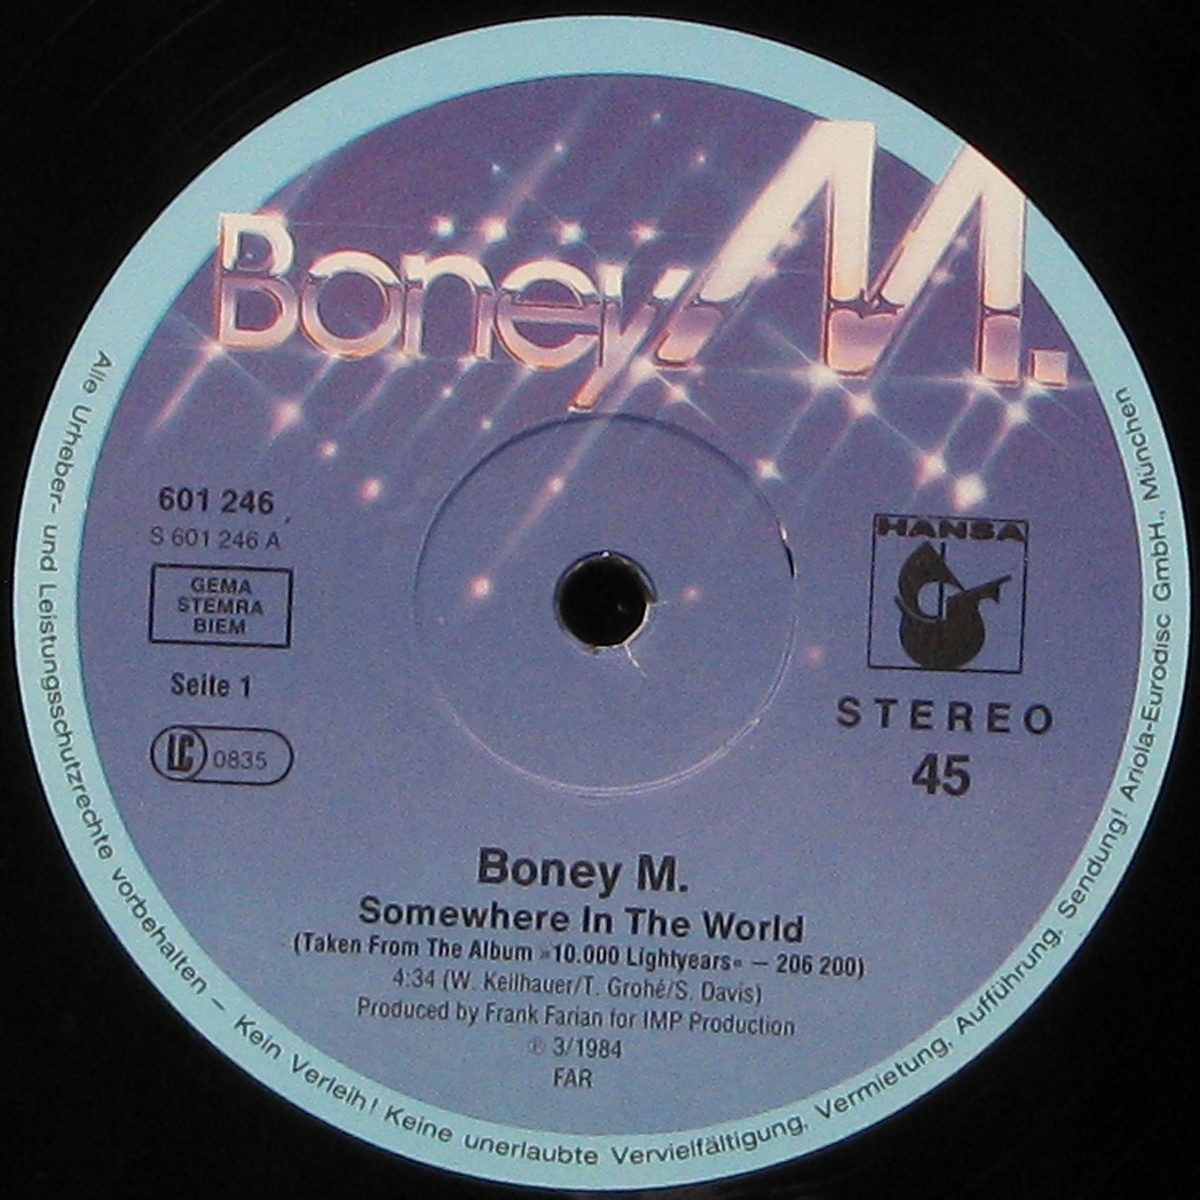 Boney M.
601 246
S 601 246 A
GEMA
STEMRA
BIEM
Seite 1
LC 0835
HANSA
STEREO
45
Boney M.
Somewhere In The World
(Taken From The Album »10.000 Lightyears« – 206 200)
4:34 (W. Keilhauer/T. Grohé/S. Davis)
Produced by Frank Farian for IMP Production
℗ 3/1984
FAR
Alle Urheber- und Leistungsschutzrechte vorbehalten – Kein Verleih! Keine unerlaubte Vervielfältigung, Vermietung, Aufführung, Sendung! Ariola-Eurodisc GmbH., München